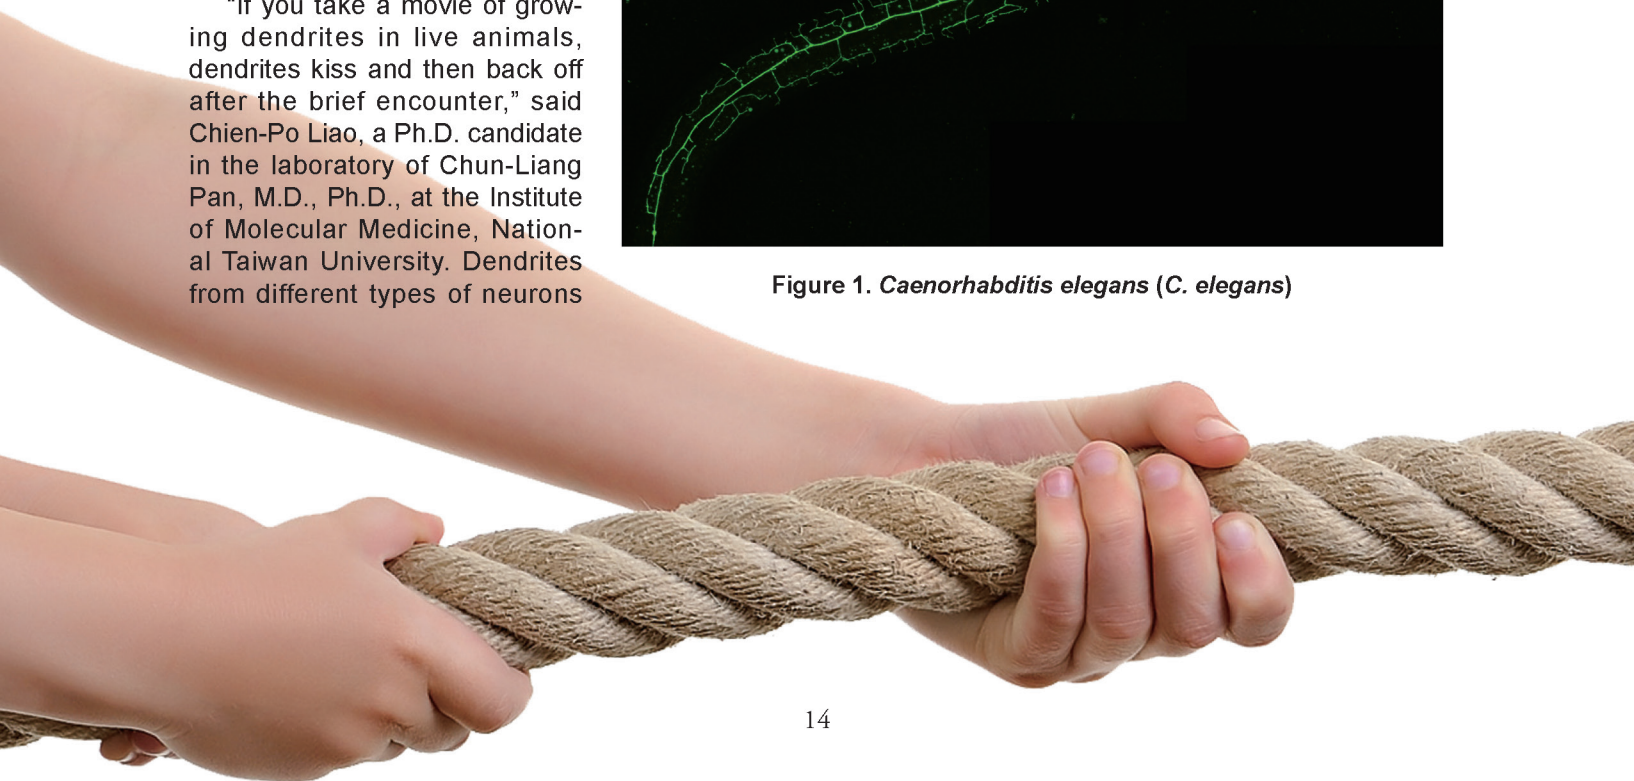 “If you take a movie of grow-
ing dendrites in live animals,
dendrites kiss and then back off
after the brief encounter,” said
Chien-Po Liao, a Ph.D. candidate
in the laboratory of Chun-Liang
Pan, M.D., Ph.D., at the Institute
of Molecular Medicine, Nation-
al Taiwan University. Dendrites
from different types of neurons
Figure 1. Caenorhabditis elegans (C. elegans)
14